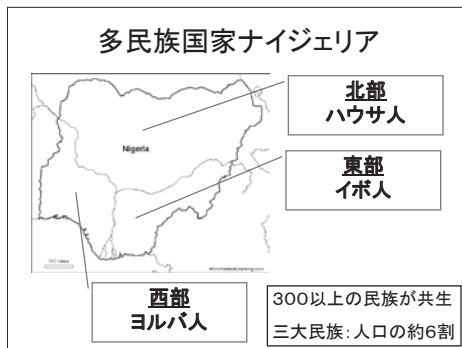 多民族国家ナイジェリア
北部
ハウサ人
Nigeria
東部
イボ人
西部
ヨルバ人
300以上の民族が共生
三大民族:人口の約6割